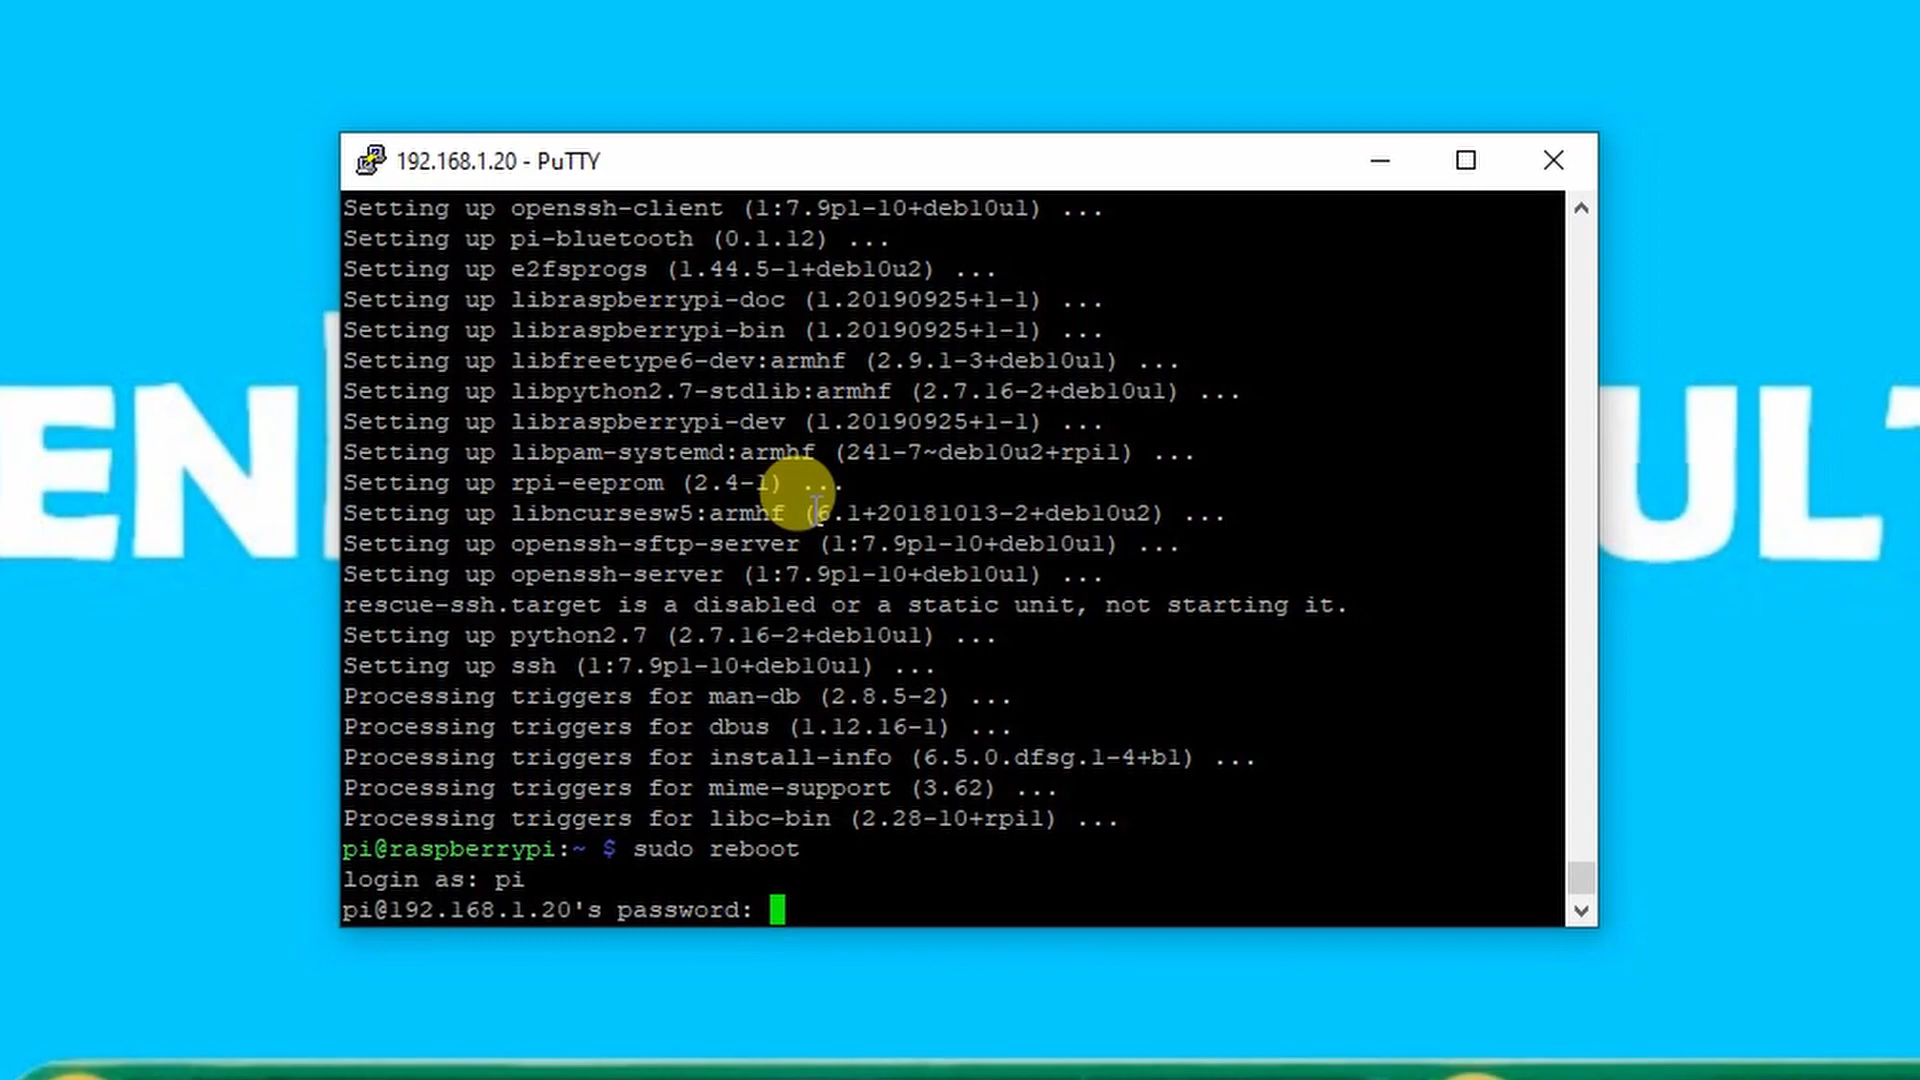 192.168.1.20 - PuTTY
Setting up openssh-client (1:7.9p1-10+deb10u1) ...
Setting up pi-bluetooth (0.1.12) ...
Setting up e2fsprogs (1.44.5-1+deb10u2) ...
Setting up libraspberrypi-doc (1.20190925+1-1) ...
Setting up libraspberrypi-bin (1.20190925+1-1) ...
Setting up libfreetype6-dev:armhf (2.9.1-3+deb10u1) ...
Setting up libpython2.7-stdlib:armhf (2.7.16-2+deb10u1) ...
Setting up libraspberrypi-dev (1.20190925+1-1) ...
Setting up libpam-systemd:armhf (241-7~deb10u2+rpi1) ...
Setting up rpi-eeprom (2.4-1) ...
Setting up libncursesw5:armhf (6.1+20181013-2+deb10u2) ...
Setting up openssh-sftp-server (1:7.9p1-10+deb10u1) ...
Setting up openssh-server (1:7.9p1-10+deb10u1) ...
rescue-ssh.target is a disabled or a static unit, not starting it.
Setting up python2.7 (2.7.16-2+deb10u1) ...
Setting up ssh (1:7.9p1-10+deb10u1) ...
Processing triggers for man-db (2.8.5-2) ...
Processing triggers for dbus (1.12.16-1) ...
Processing triggers for install-info (6.5.0.dfsg.1-4+b1) ...
Processing triggers for mime-support (3.62) ...
Processing triggers for libc-bin (2.28-10+rpi1) ...
pi@raspberrypi:~ $ sudo reboot
login as: pi
pi@192.168.1.20's password: